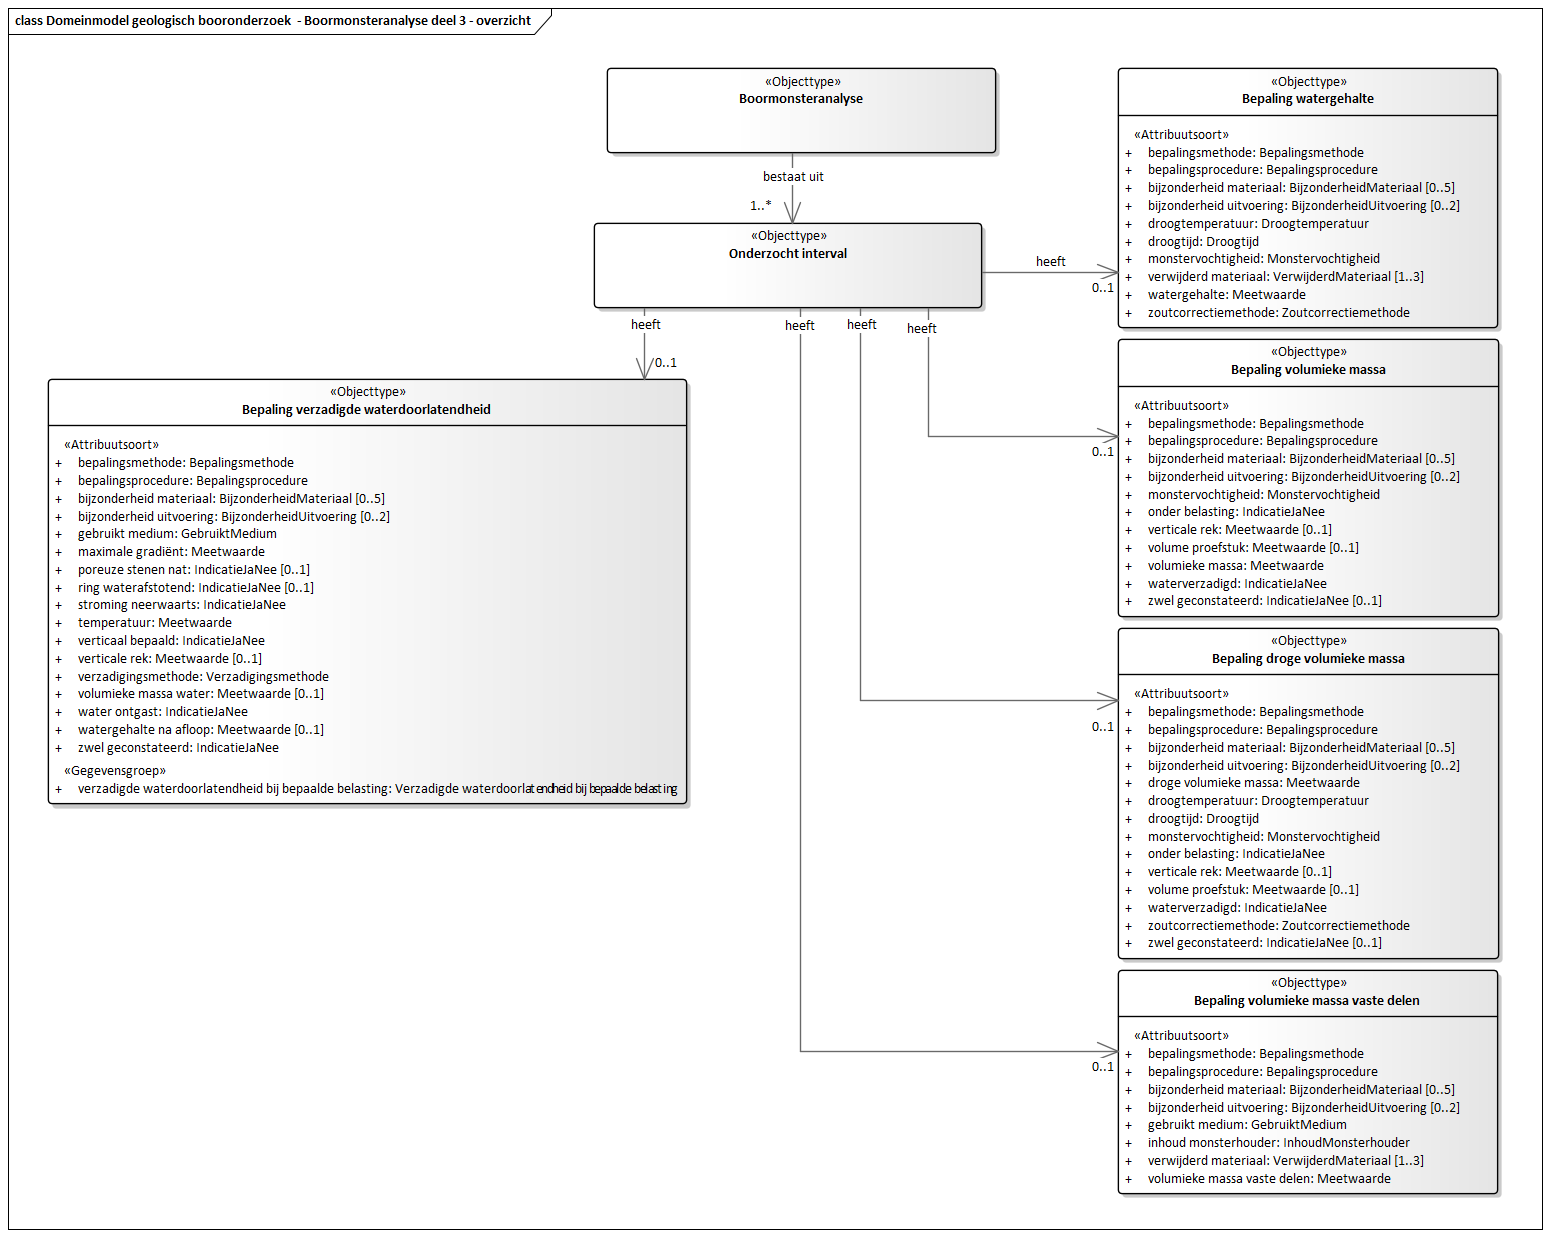 class Domeinmodel geologisch booronderzoek - Boormonsteranalyse deel 3 - overzicht
«Objecttype»
Boormonsteranalyse
bestaat uit
1..*
«Objecttype»
Onderzocht interval
heeft
0..1
heeft
0..1
heeft
heeft
heeft
«Objecttype»
Bepaling verzadigde waterdoorlatendheid
«Attribuutsoort»
+ bepalingsmethode: Bepalingsmethode
+ bepalingsprocedure: Bepalingsprocedure
+ bijzonderheid materiaal: BijzonderheidMateriaal [0..5]
+ bijzonderheid uitvoering: BijzonderheidUitvoering [0..2]
+ gebruikt medium: GebruiktMedium
+ maximale gradiënt: Meetwaarde
+ poreuze stenen nat: IndicatieJaNee [0..1]
+ ring waterafstotend: IndicatieJaNee [0..1]
+ stroming neerwaarts: IndicatieJaNee
+ temperatuur: Meetwaarde
+ verticaal bepaald: IndicatieJaNee
+ verticale rek: Meetwaarde [0..1]
+ verzadigingsmethode: Verzadigingsmethode
+ volumieke massa water: Meetwaarde [0..1]
+ water ontgast: IndicatieJaNee
+ watergehalte na afloop: Meetwaarde [0..1]
+ zwel geconstateerd: IndicatieJaNee
«Gegevensgroep»
+ verzadigde waterdoorlatendheid bij bepaalde belasting: Verzadigde waterdoorlatendheid bij bepaalde belasting
«Objecttype»
Bepaling watergehalte
«Attribuutsoort»
+ bepalingsmethode: Bepalingsmethode
+ bepalingsprocedure: Bepalingsprocedure
+ bijzonderheid materiaal: BijzonderheidMateriaal [0..5]
+ bijzonderheid uitvoering: BijzonderheidUitvoering [0..2]
+ droogtemperatuur: Droogtemperatuur
+ droogtijd: Droogtijd
+ monstervochtigheid: Monstervochtigheid
+ verwijderd materiaal: VerwijderdMateriaal [1..3]
+ watergehalte: Meetwaarde
+ zoutcorrectiemethode: Zoutcorrectiemethode
0..1
«Objecttype»
Bepaling volumieke massa
«Attribuutsoort»
+ bepalingsmethode: Bepalingsmethode
+ bepalingsprocedure: Bepalingsprocedure
+ bijzonderheid materiaal: BijzonderheidMateriaal [0..5]
+ bijzonderheid uitvoering: BijzonderheidUitvoering [0..2]
+ monstervochtigheid: Monstervochtigheid
+ onder belasting: IndicatieJaNee
+ verticale rek: Meetwaarde [0..1]
+ volume proefstuk: Meetwaarde [0..1]
+ volumieke massa: Meetwaarde
+ waterverzadigd: IndicatieJaNee
+ zwel geconstateerd: IndicatieJaNee [0..1]
0..1
«Objecttype»
Bepaling droge volumieke massa
«Attribuutsoort»
+ bepalingsmethode: Bepalingsmethode
+ bepalingsprocedure: Bepalingsprocedure
+ bijzonderheid materiaal: BijzonderheidMateriaal [0..5]
+ bijzonderheid uitvoering: BijzonderheidUitvoering [0..2]
+ droge volumieke massa: Meetwaarde
+ droogtemperatuur: Droogtemperatuur
+ droogtijd: Droogtijd
+ monstervochtigheid: Monstervochtigheid
+ onder belasting: IndicatieJaNee
+ verticale rek: Meetwaarde [0..1]
+ volume proefstuk: Meetwaarde [0..1]
+ waterverzadigd: IndicatieJaNee
+ zoutcorrectiemethode: Zoutcorrectiemethode
+ zwel geconstateerd: IndicatieJaNee [0..1]
0..1
«Objecttype»
Bepaling volumieke massa vaste delen
«Attribuutsoort»
+ bepalingsmethode: Bepalingsmethode
+ bepalingsprocedure: Bepalingsprocedure
+ bijzonderheid materiaal: BijzonderheidMateriaal [0..5]
+ bijzonderheid uitvoering: BijzonderheidUitvoering [0..2]
+ gebruikt medium: GebruiktMedium
+ inhoud monsterhouder: InhoudMonsterhouder
+ verwijderd materiaal: VerwijderdMateriaal [1..3]
+ volumieke massa vaste delen: Meetwaarde